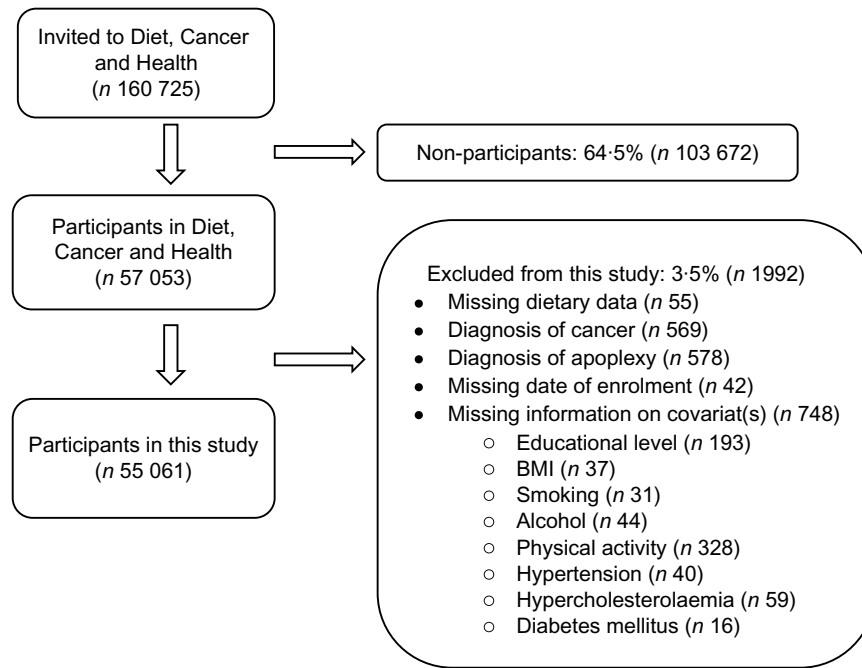 Invited to Diet, Cancer
and Health
(n 160 725)
Non-participants: 64·5% (n 103 672)
Participants in Diet,
Cancer and Health
(n 57 053)
Excluded from this study: 3·5% (n 1992)
● Missing dietary data (n 55)
● Diagnosis of cancer (n 569)
● Diagnosis of apoplexy (n 578)
● Missing date of enrolment (n 42)
● Missing information on covariat(s) (n 748)
○ Educational level (n 193)
○ BMI (n 37)
○ Smoking (n 31)
○ Alcohol (n 44)
○ Physical activity (n 328)
○ Hypertension (n 40)
○ Hypercholesterolaemia (n 59)
○ Diabetes mellitus (n 16)
Participants in this study
(n 55 061)